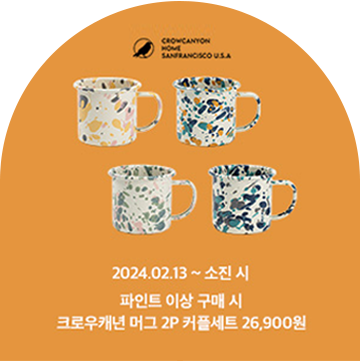 CROWCANYON
HOME
SANFRANCISCO U.S.A
2024.02.13 ~ 소진 시
파인트 이상 구매 시
크로우캐년 머그 2P 커플세트 26,900원